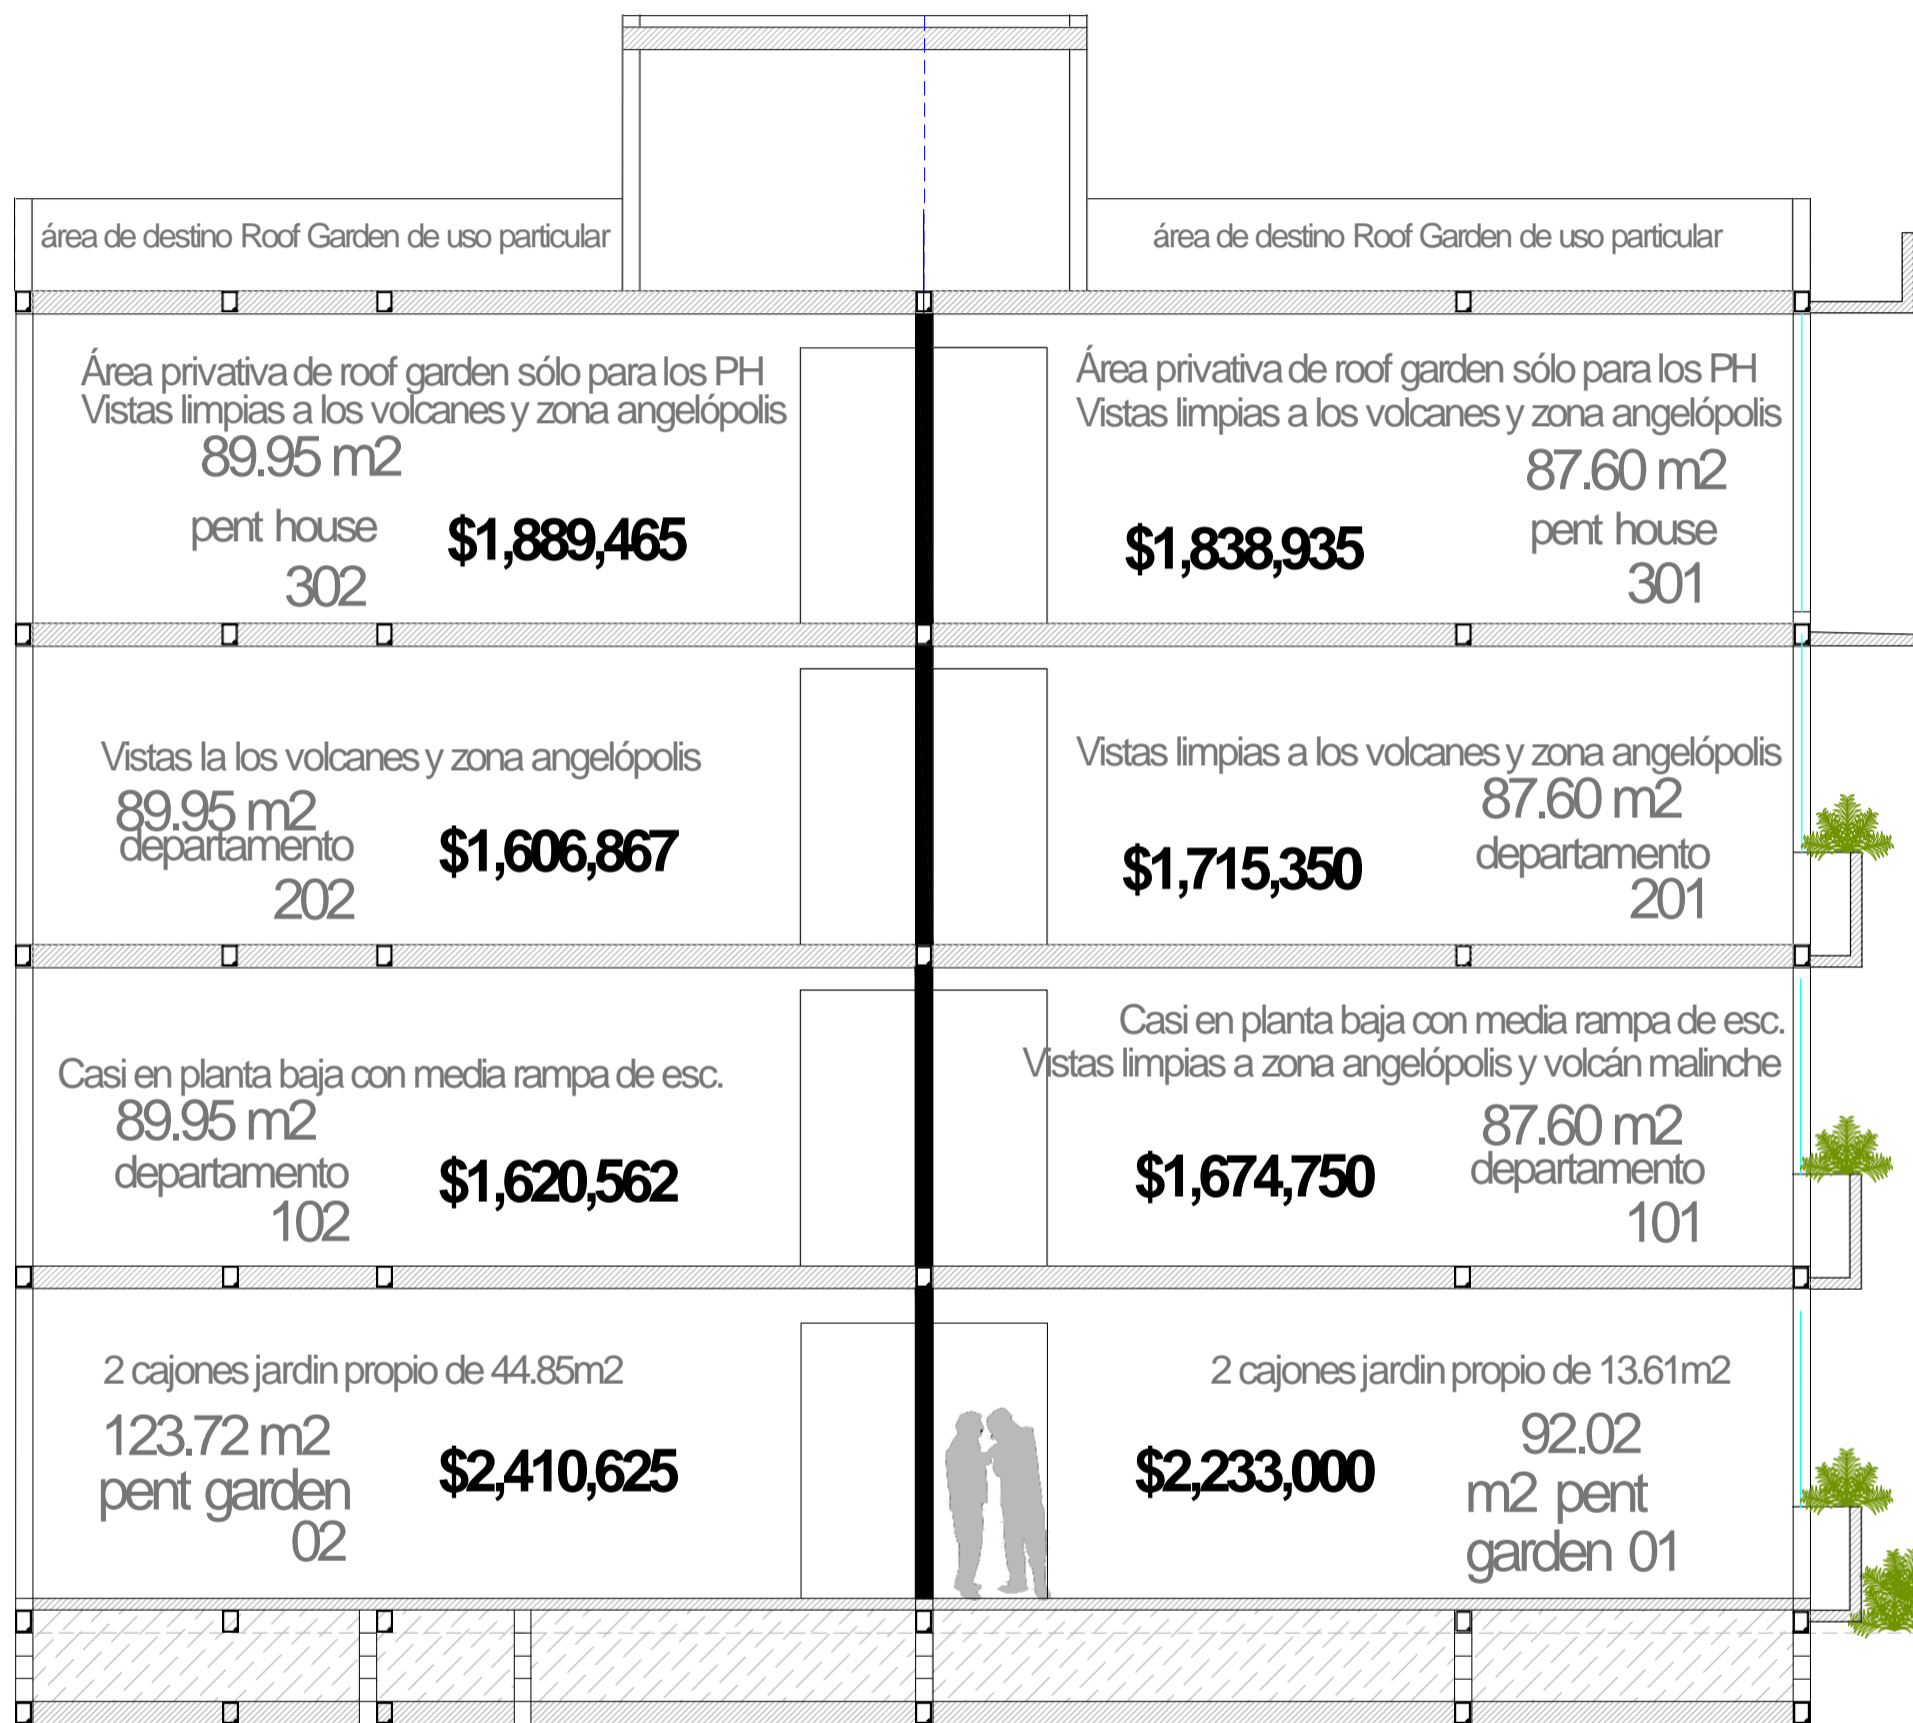 área de destino Roof Garden de uso particular
área de destino Roof Garden de uso particular
Área privativa de roof garden sólo para los PH
Vistas limpias a los volcanes y zona angelópolis
89.95 m2
pent house
302
$1,889,465
Área privativa de roof garden sólo para los PH
Vistas limpias a los volcanes y zona angelópolis
87.60 m2
$1,838,935
pent house
301
Vistas la los volcanes y zona angelópolis
89.95 m2
departamento
202
$1,606,867
Vistas limpias a los volcanes y zona angelópolis
87.60 m2
$1,715,350
departamento
201
Casi en planta baja con media rampa de esc.
89.95 m2
departamento
102
$1,620,562
Casi en planta baja con media rampa de esc.
Vistas limpias a zona angelópolis y volcán malinche
87.60 m2
$1,674,750
departamento
101
2 cajones jardin propio de 44.85m2
123.72 m2
pent garden
02
$2,410,625
2 cajones jardin propio de 13.61m2
$2,233,000
92.02
m2 pent
garden 01